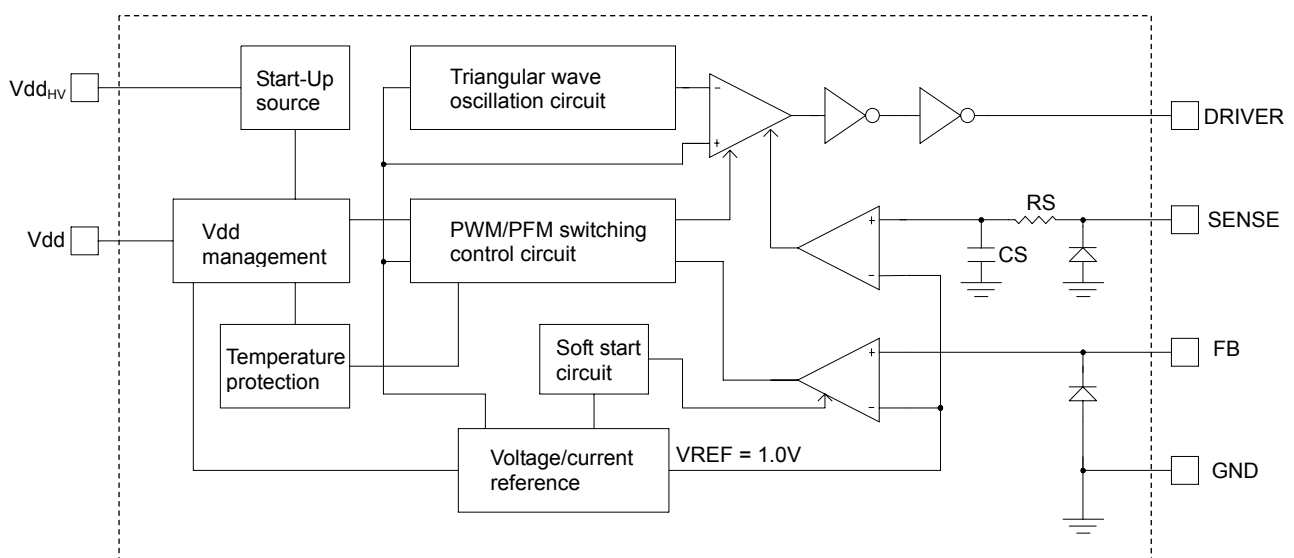 Vdd_HV
Start-Up
source
Triangular wave
oscillation circuit
-
+
DRIVER
Vdd
Vdd
management
PWM/PFM switching
control circuit
+
-
RS
CS
SENSE
Temperature
protection
Soft start
circuit
+
-
FB
Voltage/current
reference
VREF = 1.0V
GND